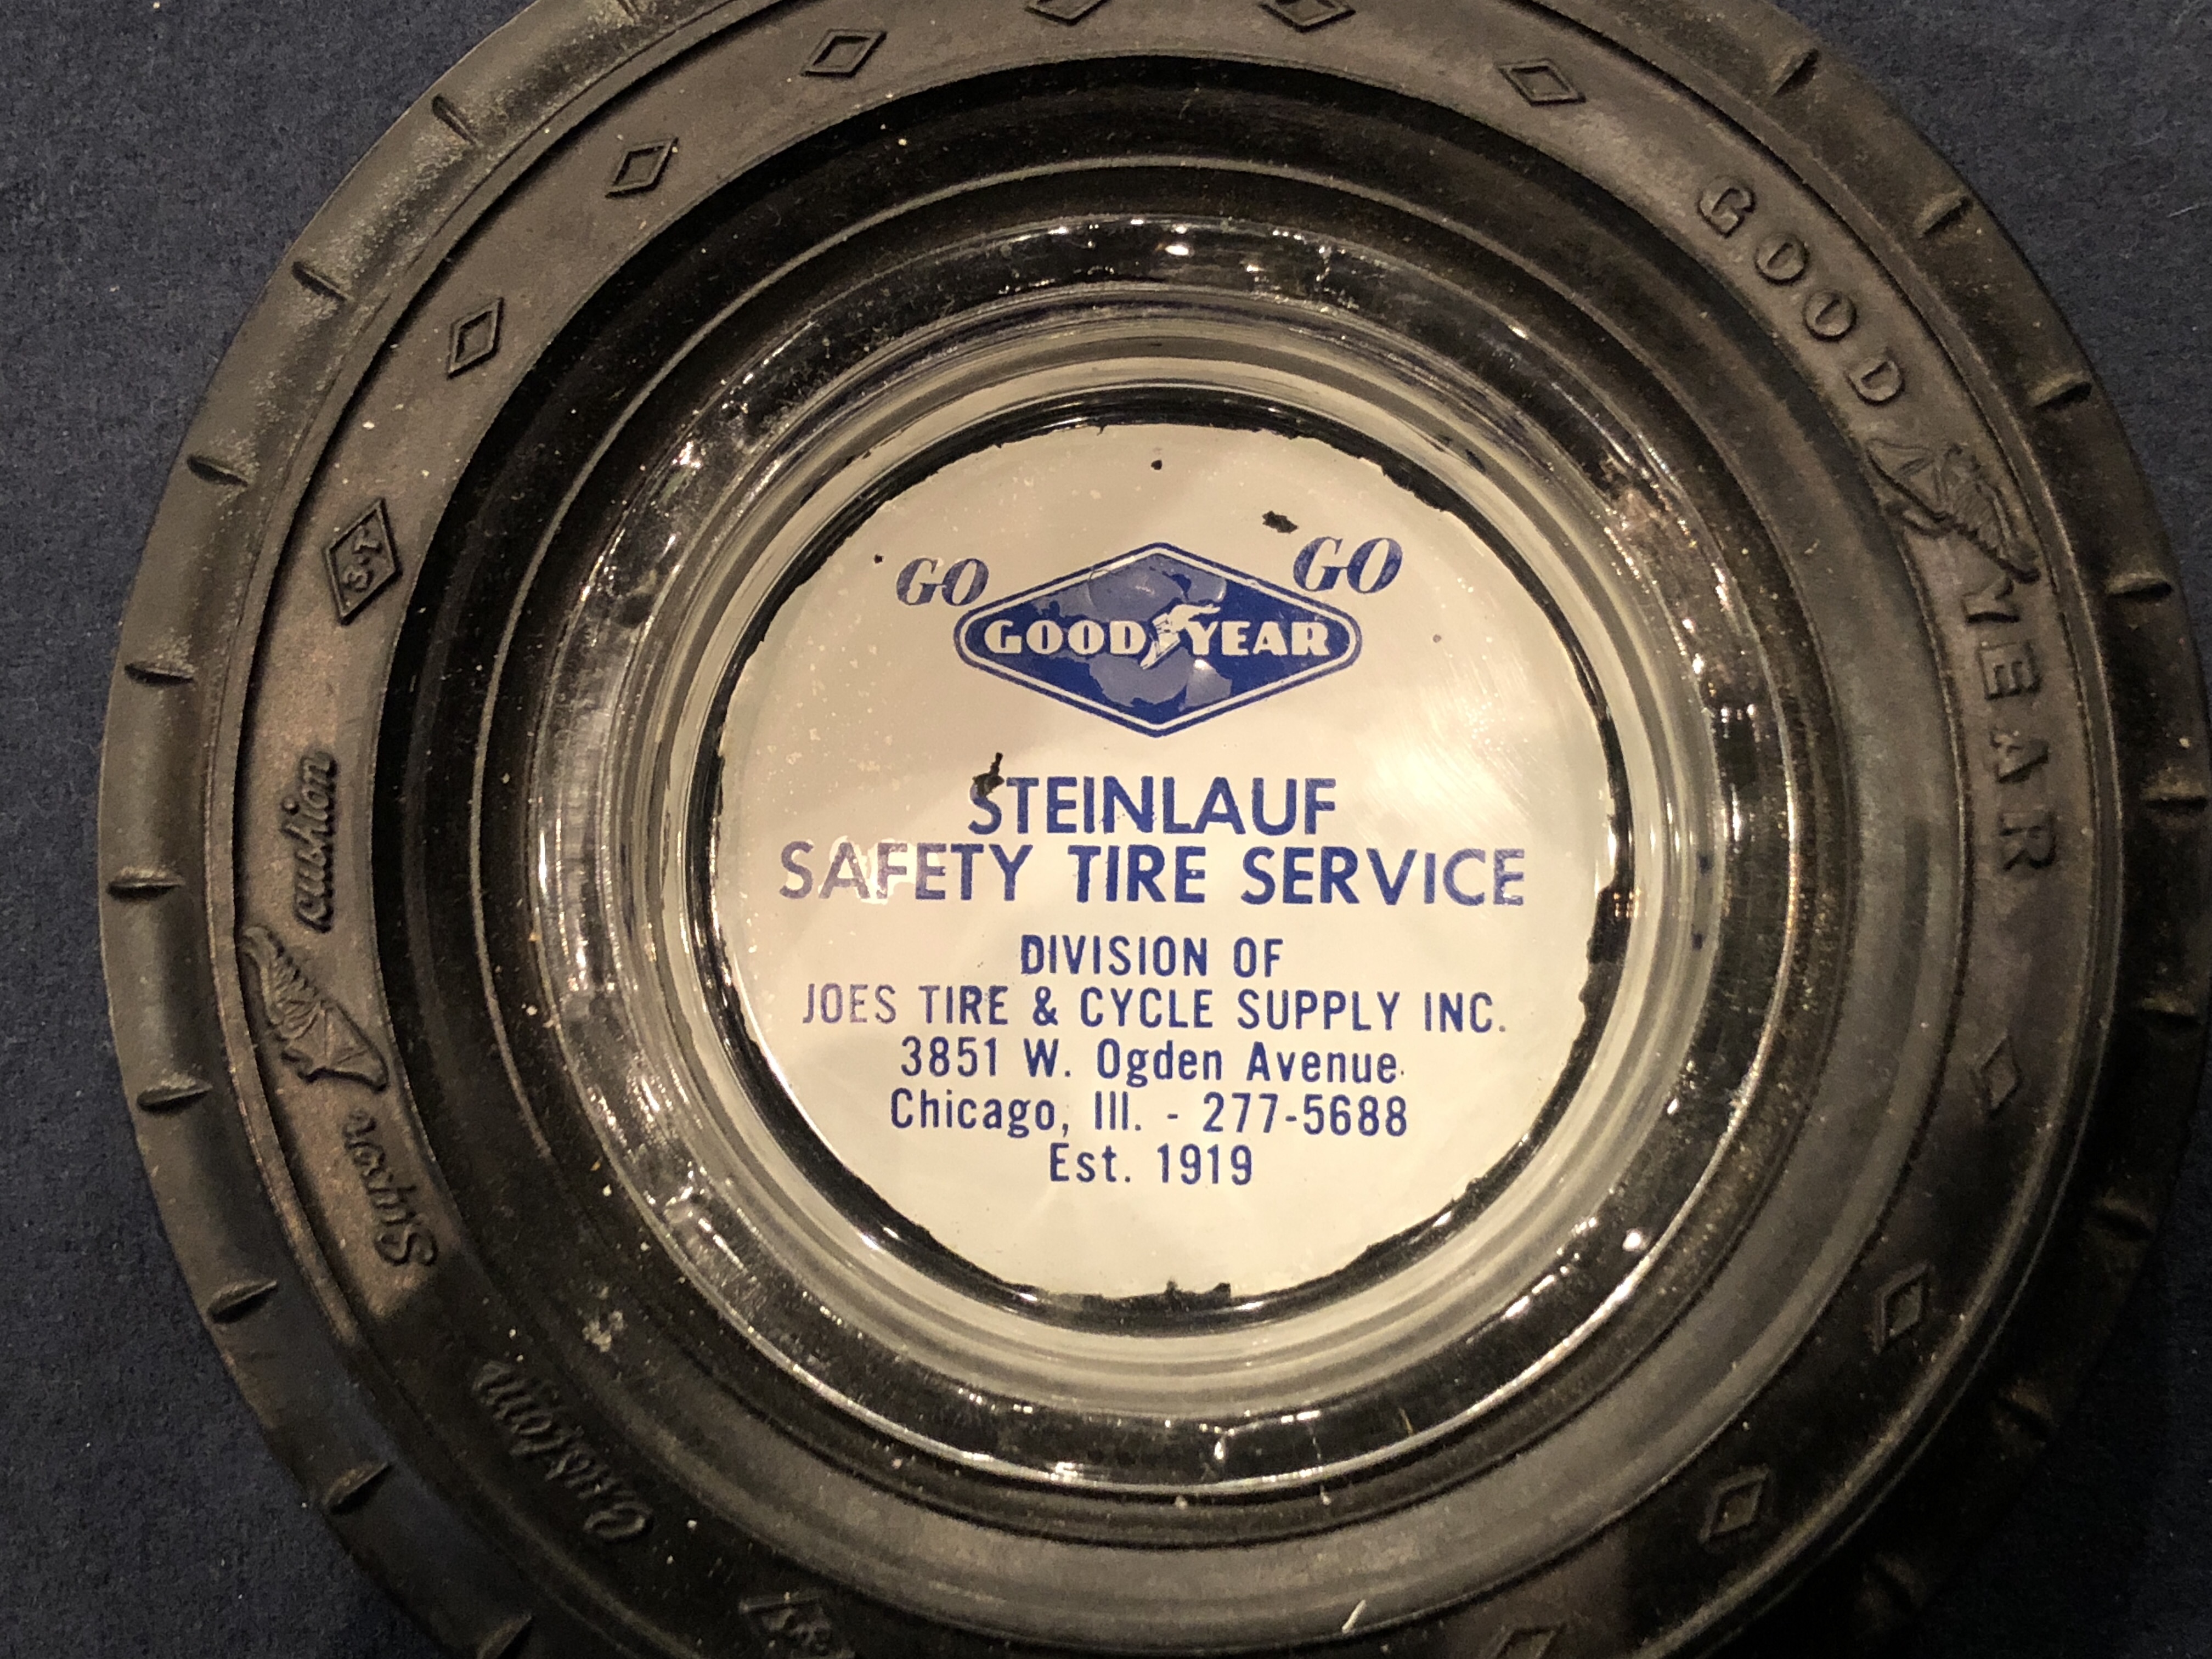 GO GO
GOOD YEAR
STEINLAUF
SAFETY TIRE SERVICE
DIVISION OF
JOES TIRE & CYCLE SUPPLY INC.
3851 W. Ogden Avenue
Chicago, Ill. - 277-5688
Est. 1919
GOOD YEAR
Custom
Super cushion
3-T